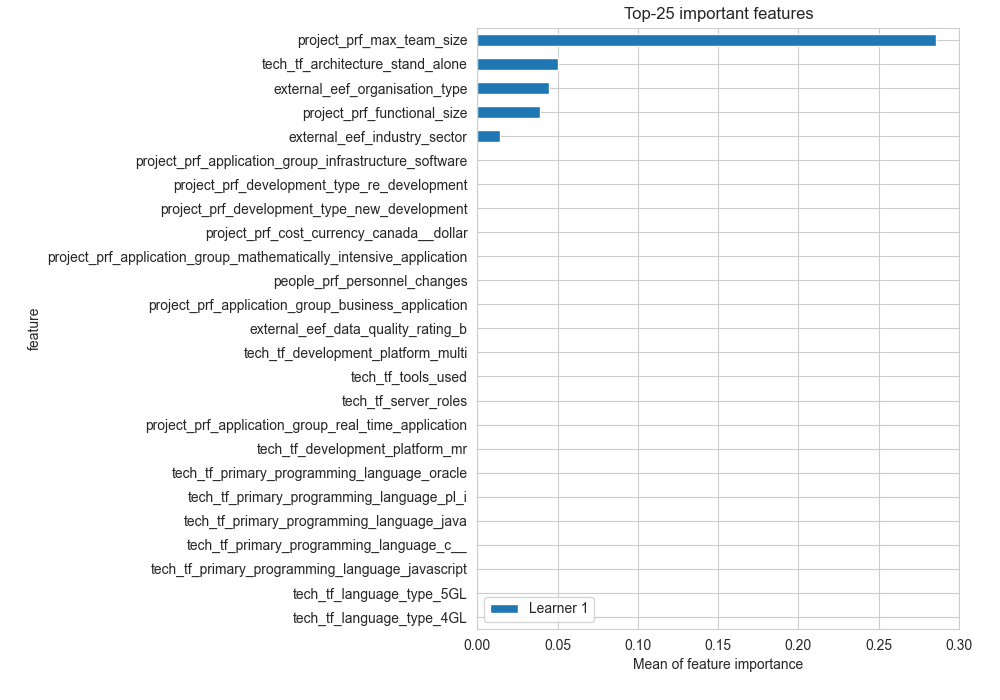 Top-25 important features
project_prf_max_team_size
tech_tf_architecture_stand_alone
external_eef_organisation_type
project_prf_functional_size
external_eef_industry_sector
project_prf_application_group_infrastructure_software
project_prf_development_type_re_development
project_prf_development_type_new_development
project_prf_cost_currency_canada__dollar
project_prf_application_group_mathematically_intensive_application
people_prf_personnel_changes
project_prf_application_group_business_application
external_eef_data_quality_rating_b
tech_tf_development_platform_multi
tech_tf_tools_used
tech_tf_server_roles
project_prf_application_group_real_time_application
tech_tf_development_platform_mr
tech_tf_primary_programming_language_oracle
tech_tf_primary_programming_language_pl_i
tech_tf_primary_programming_language_java
tech_tf_primary_programming_language_c__
tech_tf_primary_programming_language_javascript
tech_tf_language_type_5GL
tech_tf_language_type_4GL
feature
Learner 1
0.00 0.05 0.10 0.15 0.20 0.25 0.30
Mean of feature importance